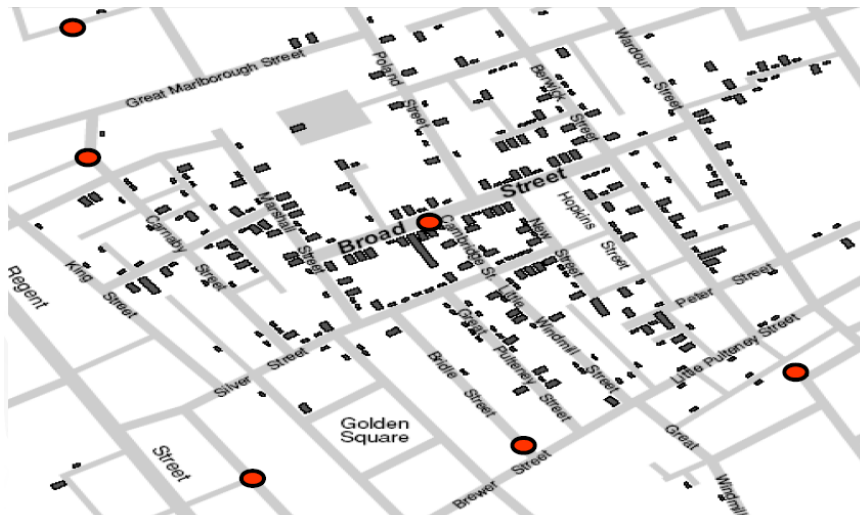 Great Marlborough Street
Poland
Street
Berwick
Street
Wardour
Street
Broad
Street
Carnaby
Street
Marshall
Street
Hopkins
Street
New
Street
Cambridge St.
Little
Windmill
Street
King
Street
Regent
Street
Peter Street
Great
Pulteney
Street
Little Pulteney Street
Bridle
Street
Silver Street
Golden
Square
Brewer Street
Great
Windmill